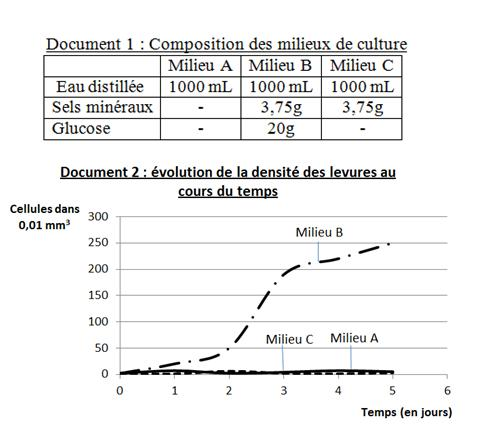 Document 1 : Composition des milieux de culture
Milieu A Milieu B Milieu C
Eau distillée 1000 mL 1000 mL 1000 mL
Sels minéraux - 3,75g 3,75g
Glucose - 20g -
Document 2 : évolution de la densité des levures au
cours du temps
Cellules dans
0,01 mm³
300
250
200
150
100
50
0
Milieu B
Milieu C Milieu A
0 1 2 3 4 5 6
Temps (en jours)